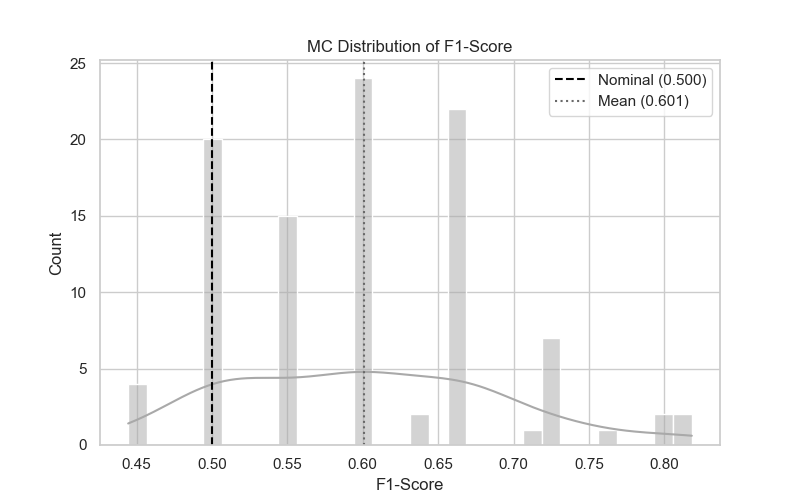 MC Distribution of F1-Score
Nominal (0.500)
Mean (0.601)
Count
25
20
15
10
5
0
0.45 0.50 0.55 0.60 0.65 0.70 0.75 0.80
F1-Score